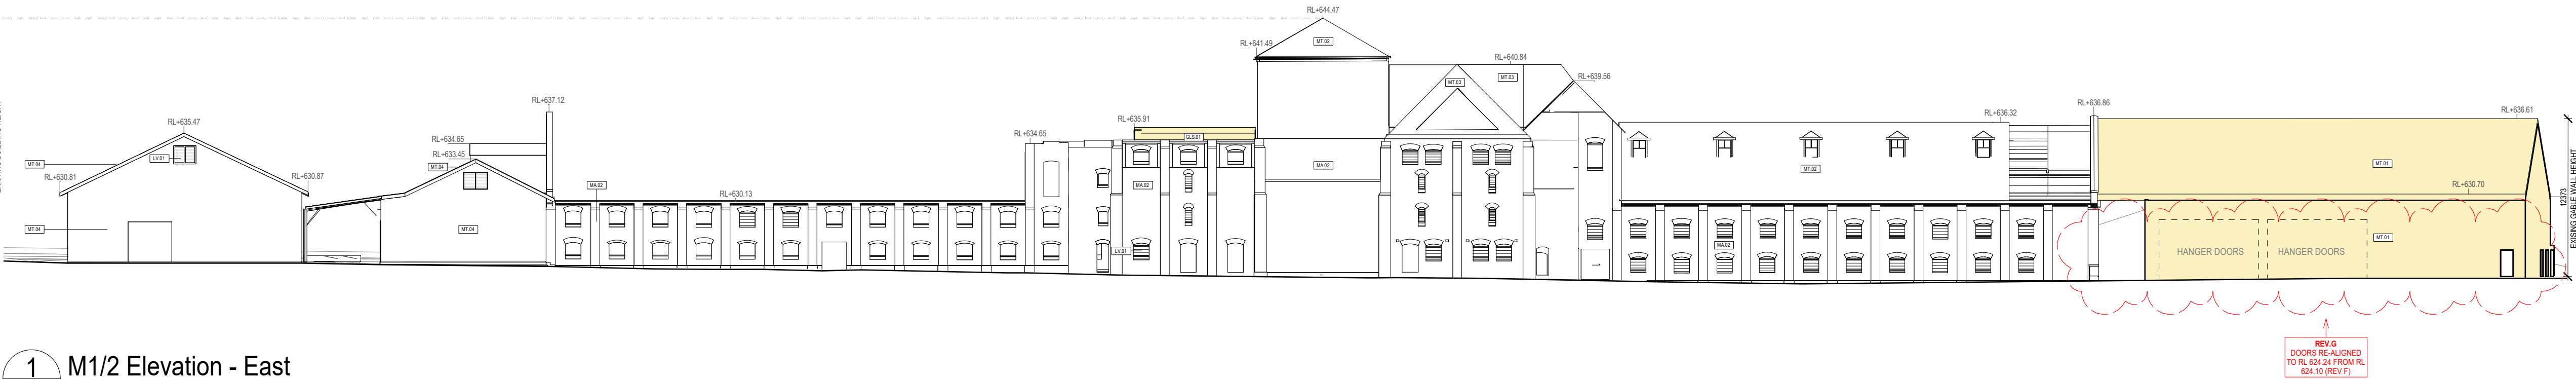 RL+644.47
MT.02
RL+641.49
RL+640.84
MT.03
MT.03
RL+639.56
RL+637.12
RL+635.47
RL+634.65
RL+633.45
MT.04
LV.01
MT.04
RL+630.81
RL+630.87
MA.02
RL+630.13
MT.04
MT.04
RL+634.65
RL+635.91
GLS.01
MA.02
MA.02
LV.01
RL+636.32
MT.02
MA.02
RL+636.86
RL+636.61
MT.01
RL+630.70
MT.01
HANGER DOORS
HANGER DOORS
12373
EXISING GABLE WALL HEIGHT
REV.G
DOORS RE-ALIGNED
TO RL 624.24 FROM RL
624.10 (REV F)
1
M1/2 Elevation - East